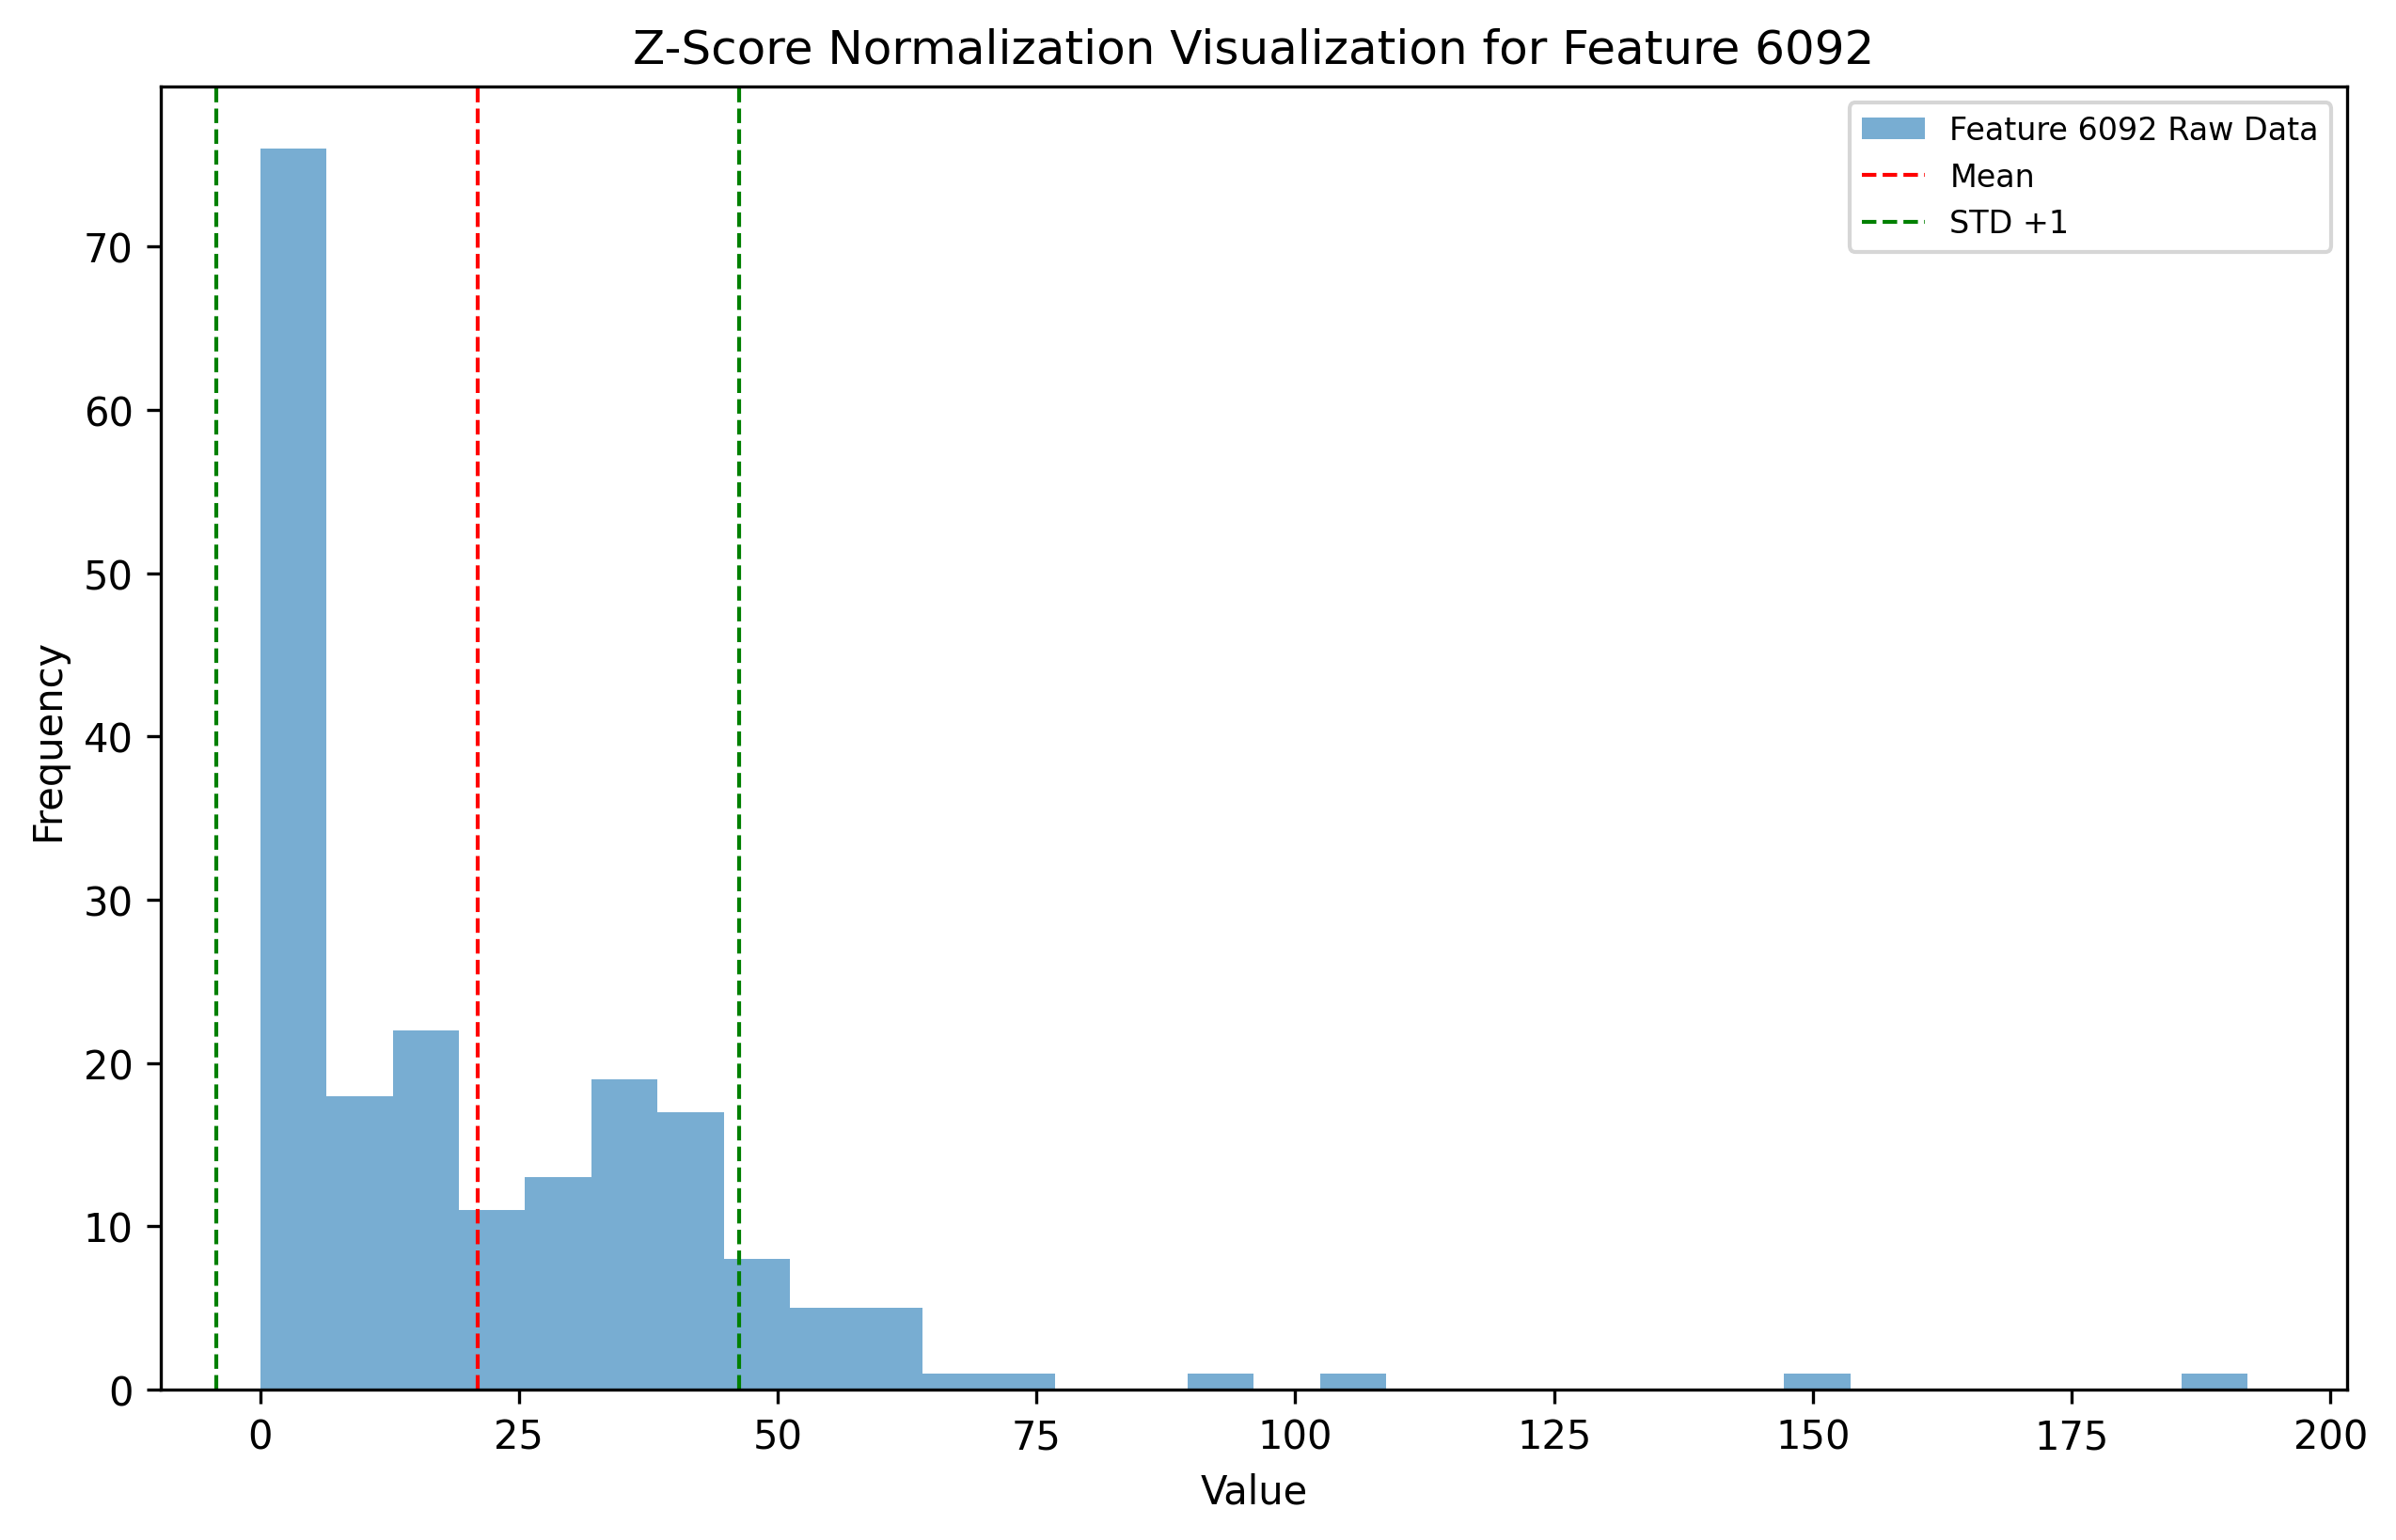 Z-Score Normalization Visualization for Feature 6092
Feature 6092 Raw Data
Mean
STD +1
Frequency
70
60
50
40
30
20
10
0
0 25 50 75 100 125 150 175 200
Value